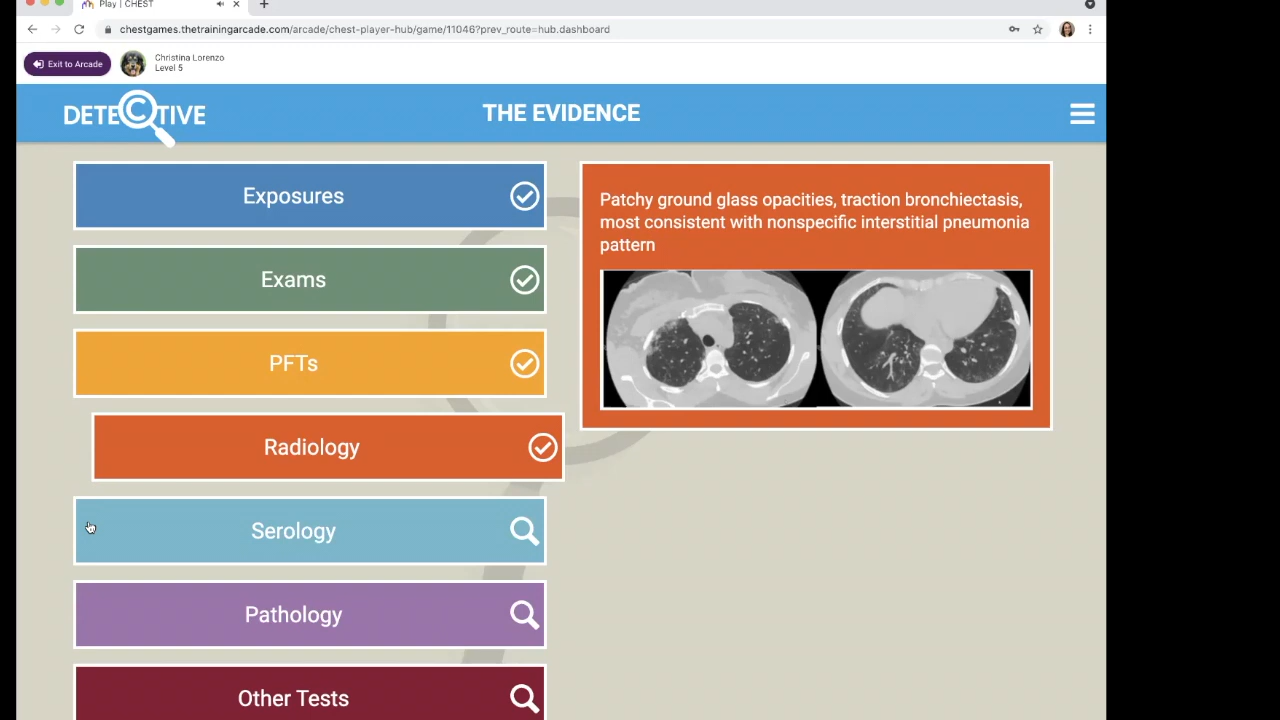 Play | CHEST
chestgames.thetrainingarcade.com/arcade/chest-player-hub/game/11046?prev_route=hub.dashboard
Exit to Arcade
Christina Lorenzo
Level 5
DETECTIVE
THE EVIDENCE
Exposures
Exams
PFTs
Radiology
Serology
Pathology
Other Tests
Patchy ground glass opacities, traction bronchiectasis,
most consistent with nonspecific interstitial pneumonia
pattern